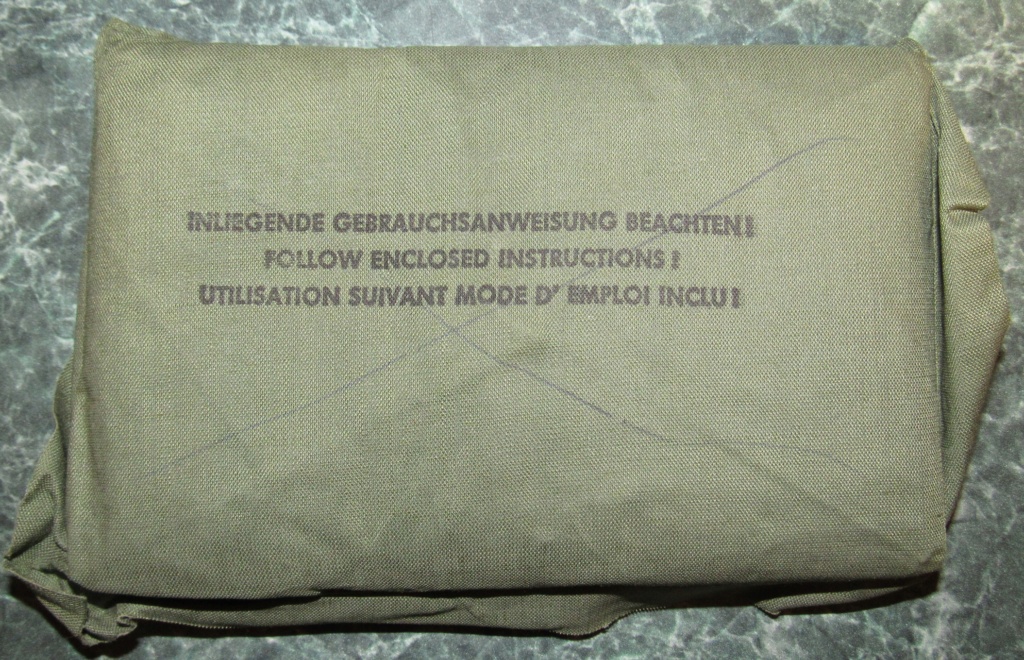 INLIEGENDE GEBRAUCHSANWEISUNG BEACHTEN!
FOLLOW ENCLOSED INSTRUCTIONS!
UTILISATION SUIVANT MODE D' EMPLOI INCLU!